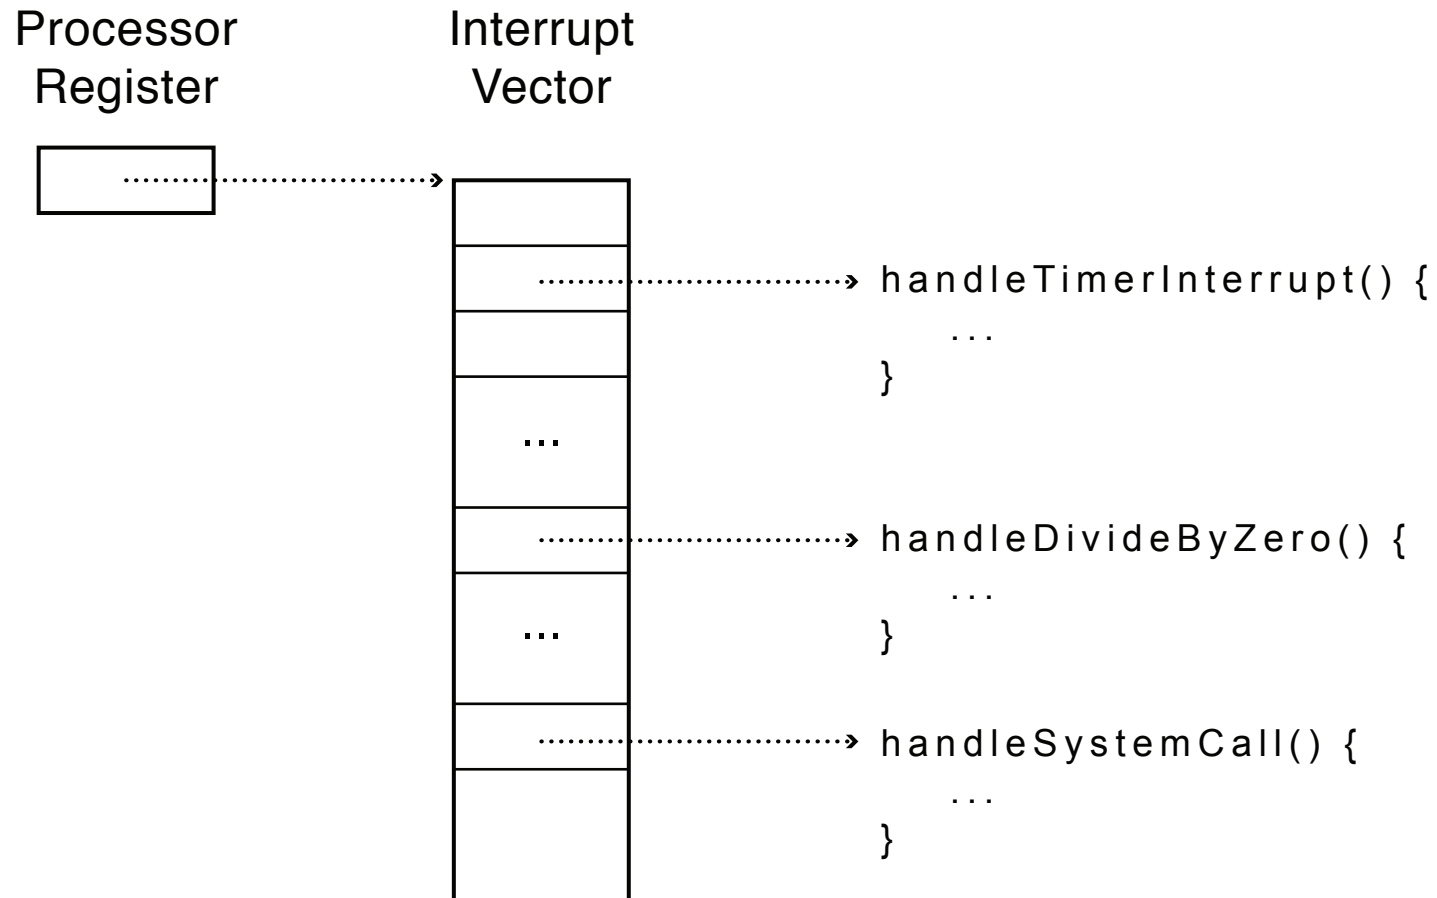 Processor
Register
Interrupt
Vector
handleTimerInterrupt() {
...
}
...
handleDivideByZero() {
...
}
...
handleSystemCall() {
...
}